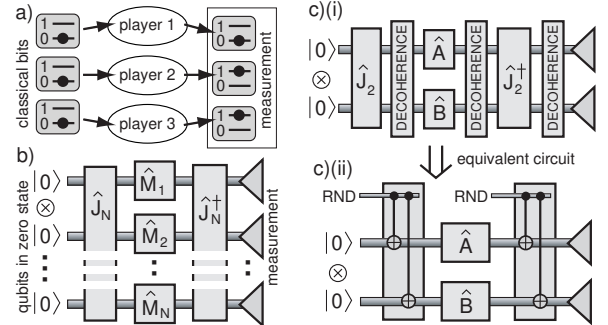 a)
classical bits
1
0
player 1
1
0
1
0
player 2
1
0
1
0
player 3
1
0
measurement
b)
qubits in zero state
|0⟩
⊗
|0⟩
⋮
|0⟩
Ĵ_N
M̂_1
M̂_2
⋮
M̂_N
Ĵ_N^†
measurement
c)(i)
|0⟩
⊗
|0⟩
Ĵ_2
DECOHERENCE
Â
B̂
DECOHERENCE
Ĵ_2^†
DECOHERENCE
equivalent circuit
c)(ii)
RND
RND
|0⟩
⊗
|0⟩
Â
B̂